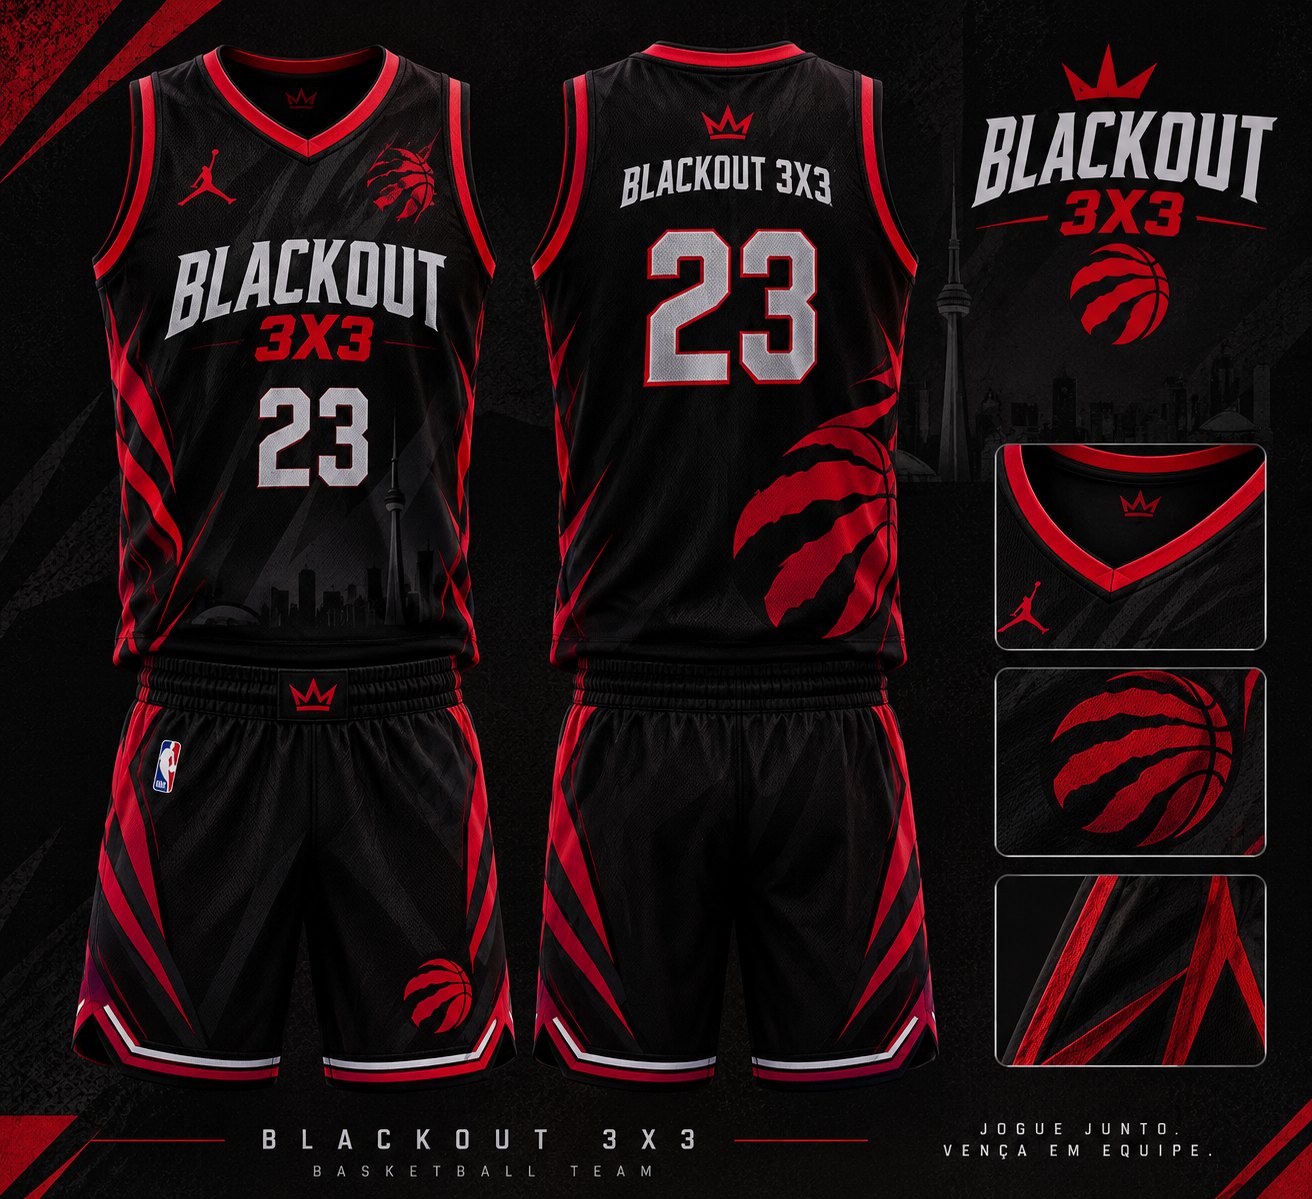 BLACKOUT
3X3
23
BLACKOUT 3X3
23
BLACKOUT
3X3
BLACKOUT 3X3
BASKETBALL TEAM
JOGUE JUNTO.
VENÇA EM EQUIPE.